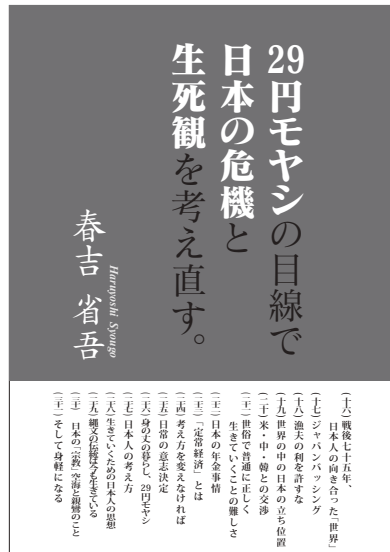 29円モヤシの目線で
日本の危機と
生死観を考え直す。
春吉 省吾
Haruyoshi Syougo
(十六)戦後七十五年、
日本人の向き合った「世界」
(十七)ジャパンバッシング
(十八)漁夫の利を許すな
(十九)世界の中の日本の立ち位置
(二十)米・中・韓との交渉
(二一)世俗で普通に正しく
生きていくことの難しさ
(二二)日本の年金事情
(二三)「定常経済」とは
(二四)考え方を変えなければ
(二五)日常の意志決定
(二六)身の丈の暮らし、29円モヤシ
(二七)日本人の考え方
(二八)生きていくための日本人の思想
(二九)縄文の伝統は今も生きている
(三十)日本の「宗教」空海と親鸞のこと
(三一)そして身軽になる